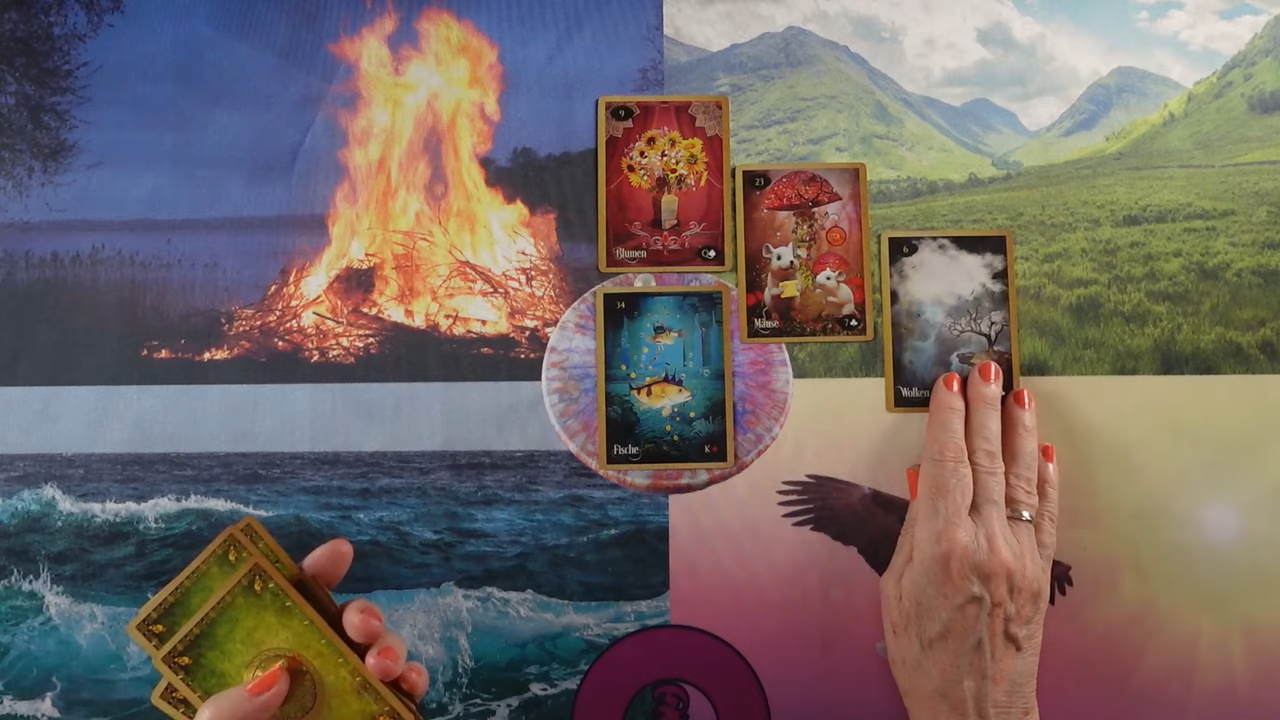 9
Blumen
Q♠
23
Mäuse
7♣
6
Wolken
34
Fische
K♦